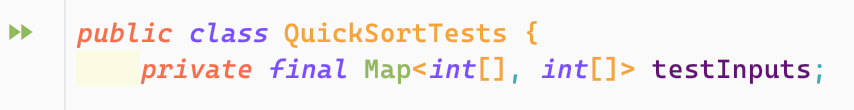 public class QuickSortTests {
private final Map<int[], int[]> testInputs;